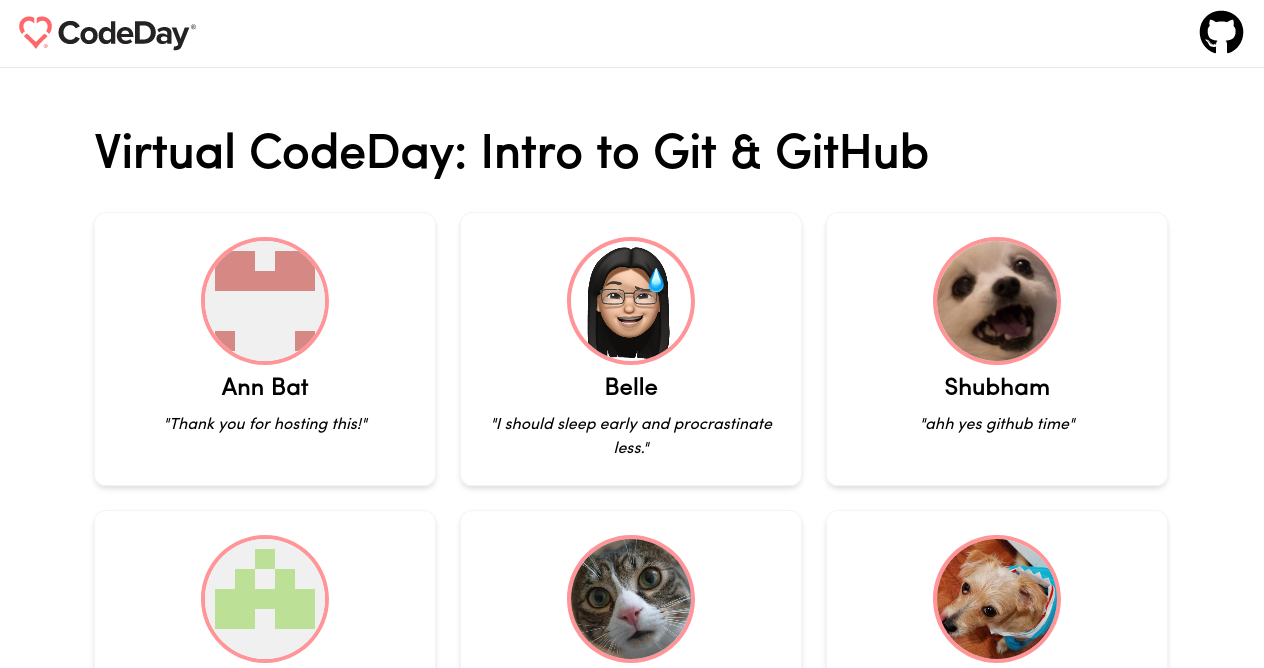 CodeDay®
Virtual CodeDay: Intro to Git & GitHub
Ann Bat
"Thank you for hosting this!"
Belle
"I should sleep early and procrastinate
less."
Shubham
"ahh yes github time"